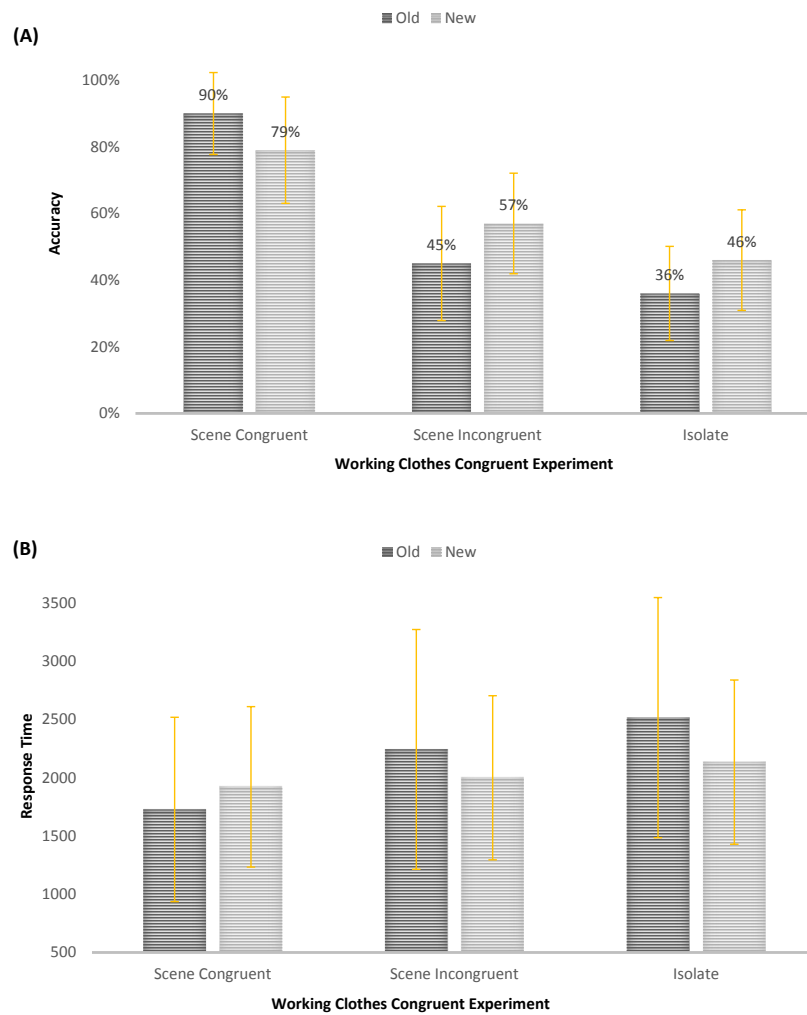 Old New
(A)
100%
80%
60%
40%
20%
0%
Accuracy
90%
79%
45%
57%
36%
46%
Scene Congruent Scene Incongruent Isolate
Working Clothes Congruent Experiment
(B)
Old New
3500
3000
2500
2000
1500
1000
500
Response Time
Scene Congruent Scene Incongruent Isolate
Working Clothes Congruent Experiment